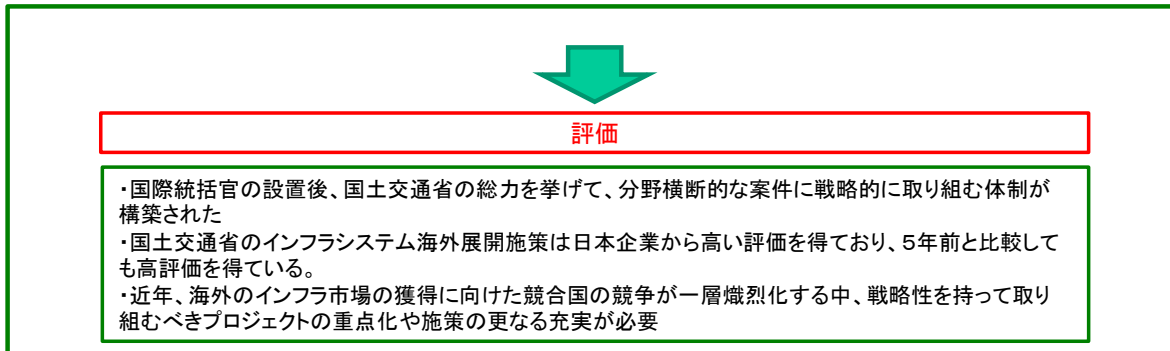 評価
・国際統括官の設置後、国土交通省の総力を挙げて、分野横断的な案件に戦略的に取り組む体制が
構築された
・国土交通省のインフラシステム海外展開施策は日本企業から高い評価を得ており、５年前と比較して
も高評価を得ている。
・近年、海外のインフラ市場の獲得に向けた競合国の競争が一層熾烈化する中、戦略性を持って取り
組むべきプロジェクトの重点化や施策の更なる充実が必要